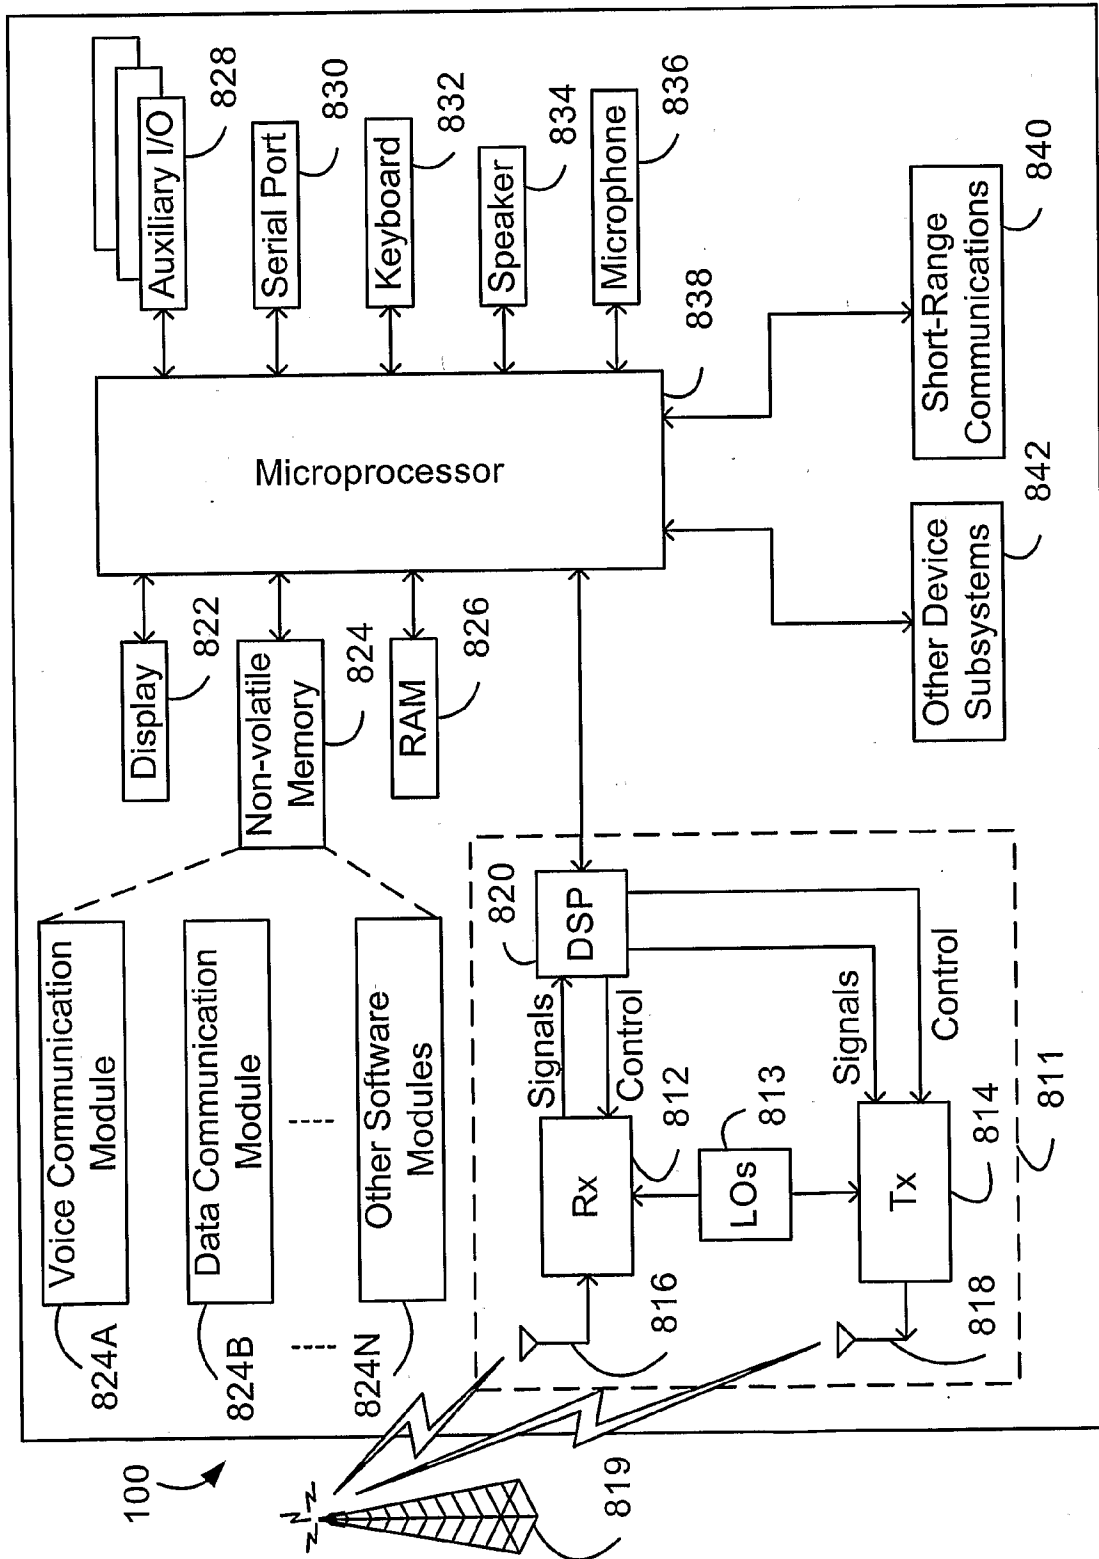 100
819
824A
Voice Communication
Module
824B
Data Communication
Module
824N
Other Software
Modules
Display
822
Non-volatile
Memory
824
RAM
826
Microprocessor
838
Auxiliary I/O
828
Serial Port
830
Keyboard
832
Speaker
834
Microphone
836
820
DSP
Signals
Control
Rx
812
816
LOs
813
Signals
Control
Tx
814
818
811
Other Device
Subsystems
842
Short-Range
Communications
840